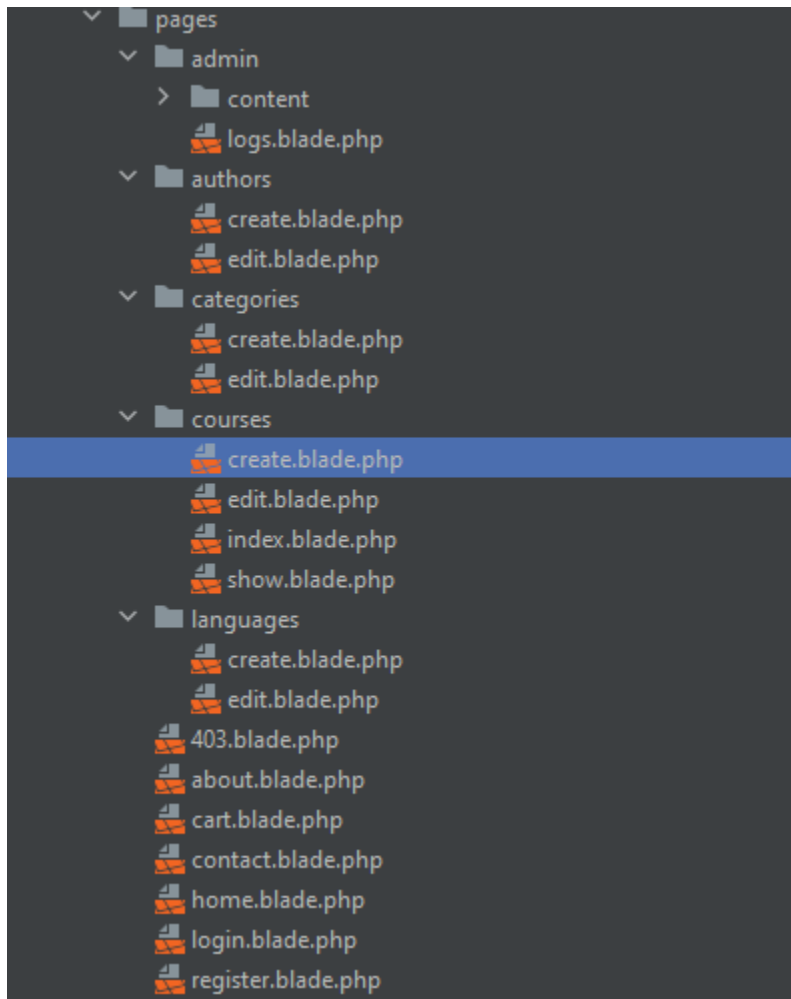 pages
admin
content
logs.blade.php
authors
create.blade.php
edit.blade.php
categories
create.blade.php
edit.blade.php
courses
create.blade.php
edit.blade.php
index.blade.php
show.blade.php
languages
create.blade.php
edit.blade.php
403.blade.php
about.blade.php
cart.blade.php
contact.blade.php
home.blade.php
login.blade.php
register.blade.php